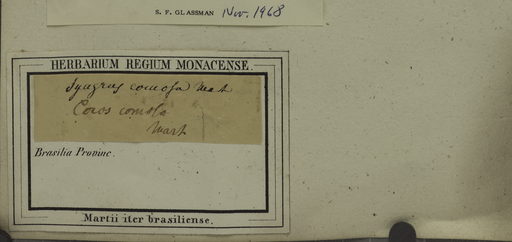 S. F. GLASSMAN Nov. 1968
HERBARIUM REGIUM MONACENSE.
Syagrus comosa Mart
Cocos comosa
Mart
Brasilia Provinc.
Martii iter brasiliense.